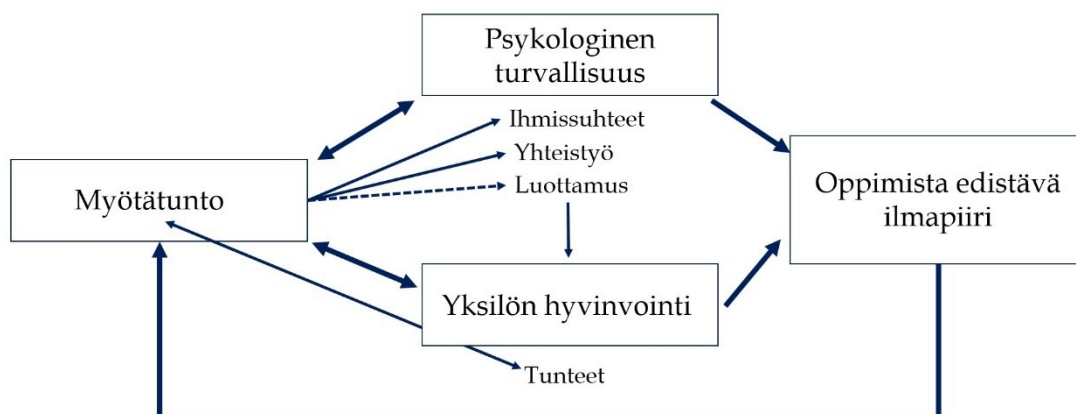 Psykologinen
turvallisuus
Ihmissuhteet
Yhteistyö
Luottamus
Myötätunto
Oppimista edistävä
ilmapiiri
Yksilön hyvinvointi
Tunteet